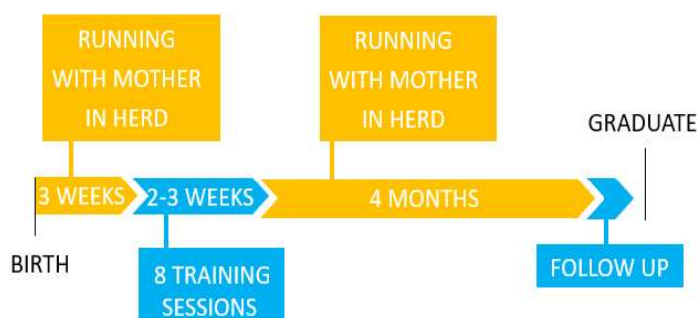 RUNNING
WITH MOTHER
IN HERD
RUNNING
WITH MOTHER
IN HERD
GRADUATE
3 WEEKS
2-3 WEEKS
4 MONTHS
BIRTH
8 TRAINING
SESSIONS
FOLLOW UP